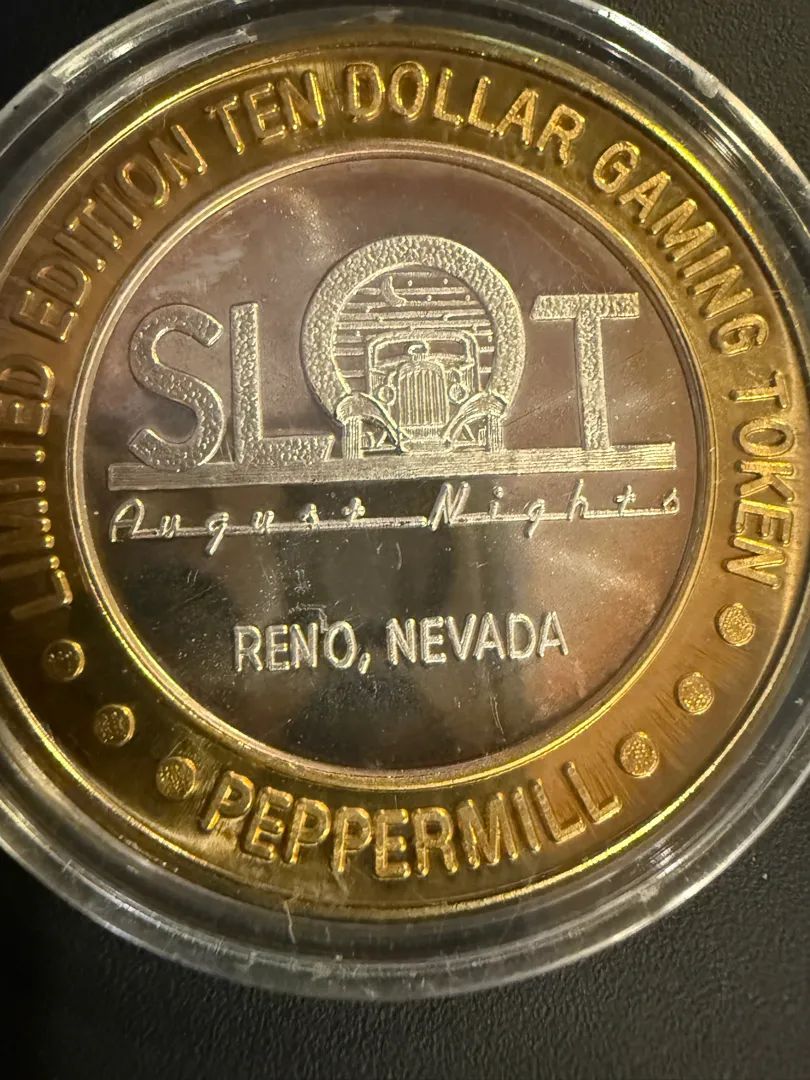 LIMITED EDITION TEN DOLLAR GAMING TOKEN
SLOT
August Nights
RENO, NEVADA
PEPPERMILL